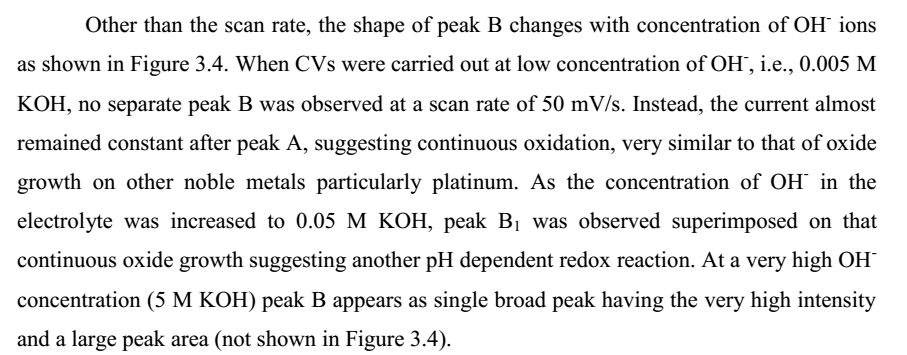 Other than the scan rate, the shape of peak B changes with concentration of OH⁻ ions
as shown in Figure 3.4. When CVs were carried out at low concentration of OH⁻, i.e., 0.005 M
KOH, no separate peak B was observed at a scan rate of 50 mV/s. Instead, the current almost
remained constant after peak A, suggesting continuous oxidation, very similar to that of oxide
growth on other noble metals particularly platinum. As the concentration of OH⁻ in the
electrolyte was increased to 0.05 M KOH, peak B₁ was observed superimposed on that
continuous oxide growth suggesting another pH dependent redox reaction. At a very high OH⁻
concentration (5 M KOH) peak B appears as single broad peak having the very high intensity
and a large peak area (not shown in Figure 3.4).